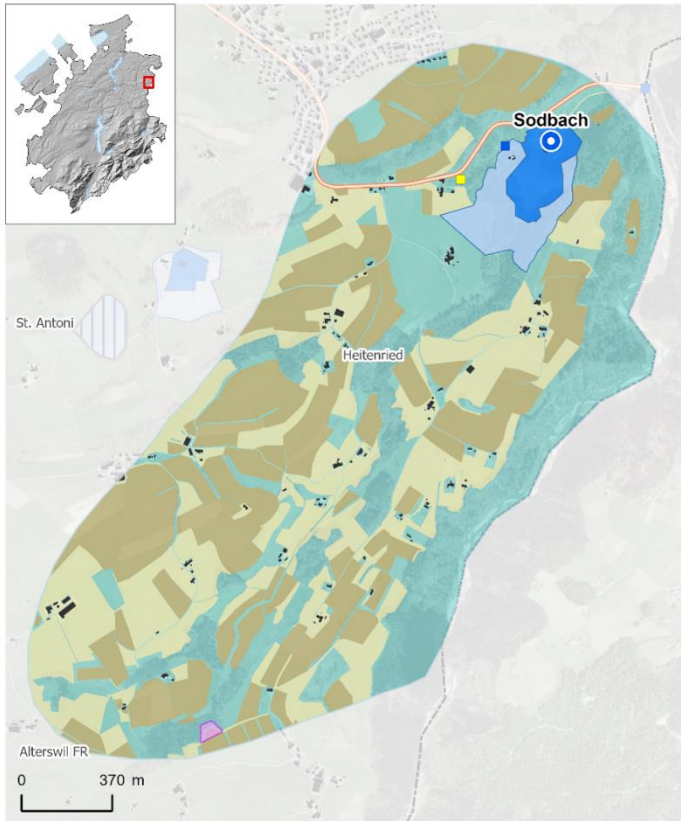 Sodbach
St. Antoni
Heitenried
Alterswil FR
0 370 m